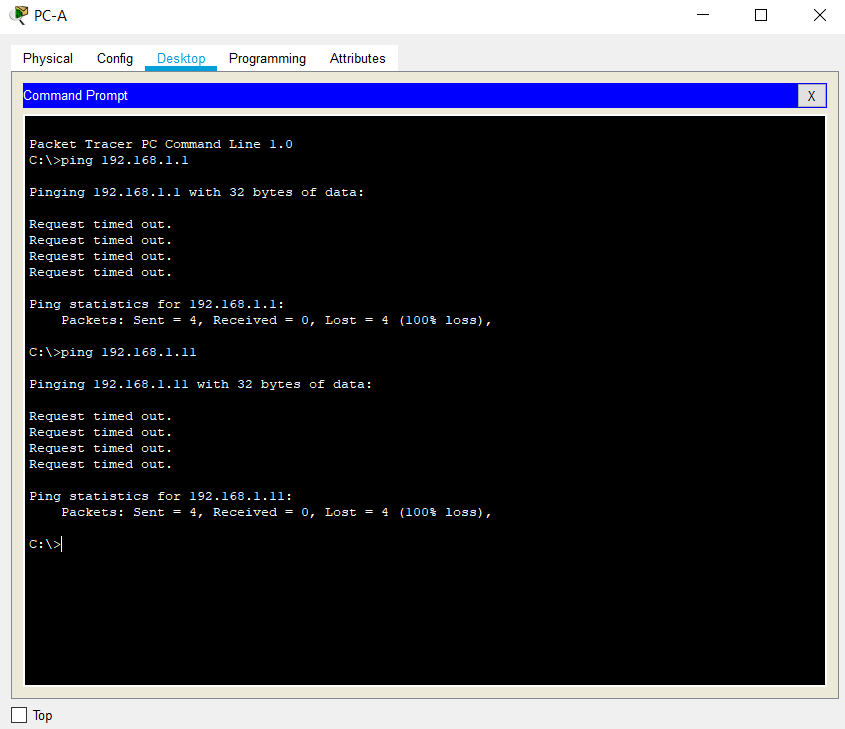 PC-A
Physical Config Desktop Programming Attributes
Command Prompt X
Packet Tracer PC Command Line 1.0
C:\>ping 192.168.1.1
Pinging 192.168.1.1 with 32 bytes of data:
Request timed out.
Request timed out.
Request timed out.
Request timed out.
Ping statistics for 192.168.1.1:
    Packets: Sent = 4, Received = 0, Lost = 4 (100% loss),
C:\>ping 192.168.1.11
Pinging 192.168.1.11 with 32 bytes of data:
Request timed out.
Request timed out.
Request timed out.
Request timed out.
Ping statistics for 192.168.1.11:
    Packets: Sent = 4, Received = 0, Lost = 4 (100% loss),
C:\>
Top